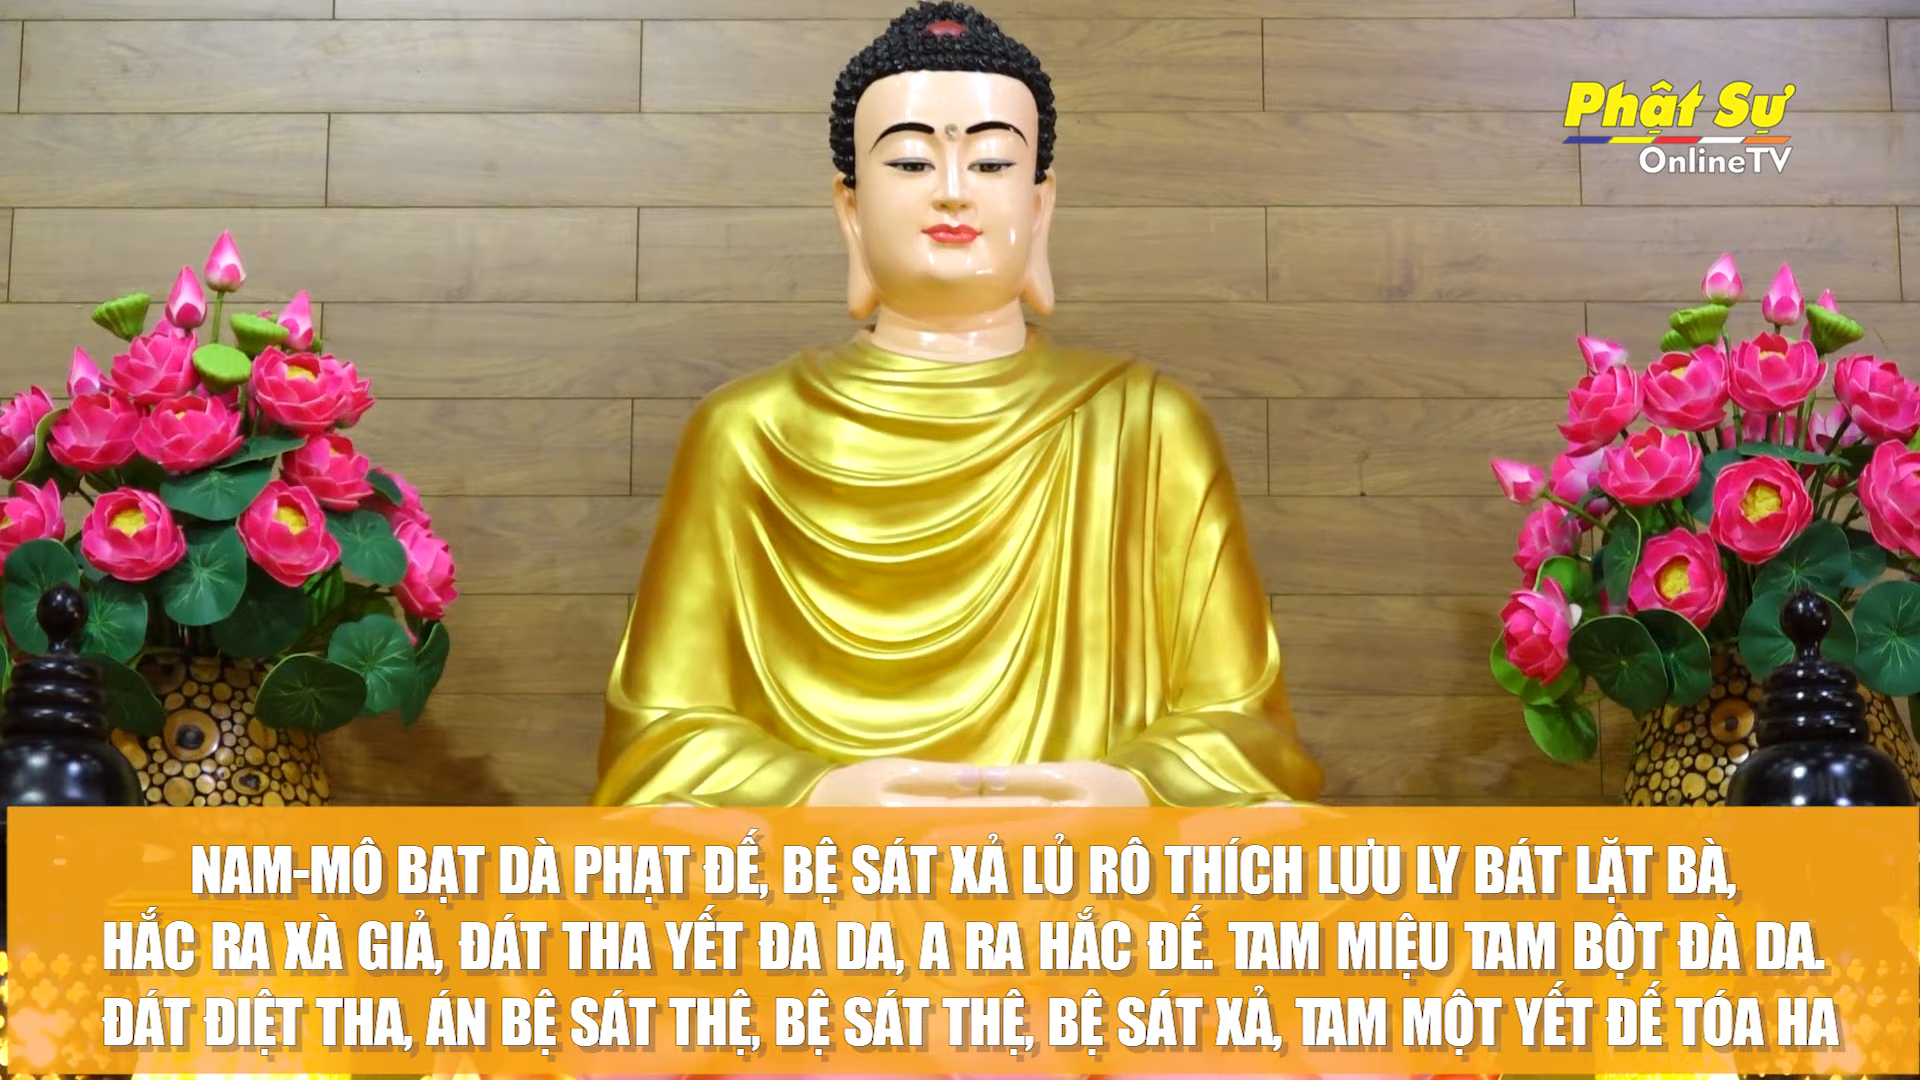 Phật Sự
OnlineTV
NAM-MÔ BẠT DÀ PHẠT ĐẾ, BỆ SÁT XẢ LỦ RÔ THÍCH LƯU LY BÁT LẶT BÀ,
HẮC RA XÀ GIẢ, ĐÁT THA YẾT ĐA DA, A RA HẮC ĐẾ. TAM MIỆU TAM BỘT ĐÀ DA.
ĐÁT ĐIỆT THA, ÁN BỆ SÁT THỆ, BỆ SÁT THỆ, BỆ SÁT XẢ, TAM MỘT YẾT ĐẾ TÓA HA